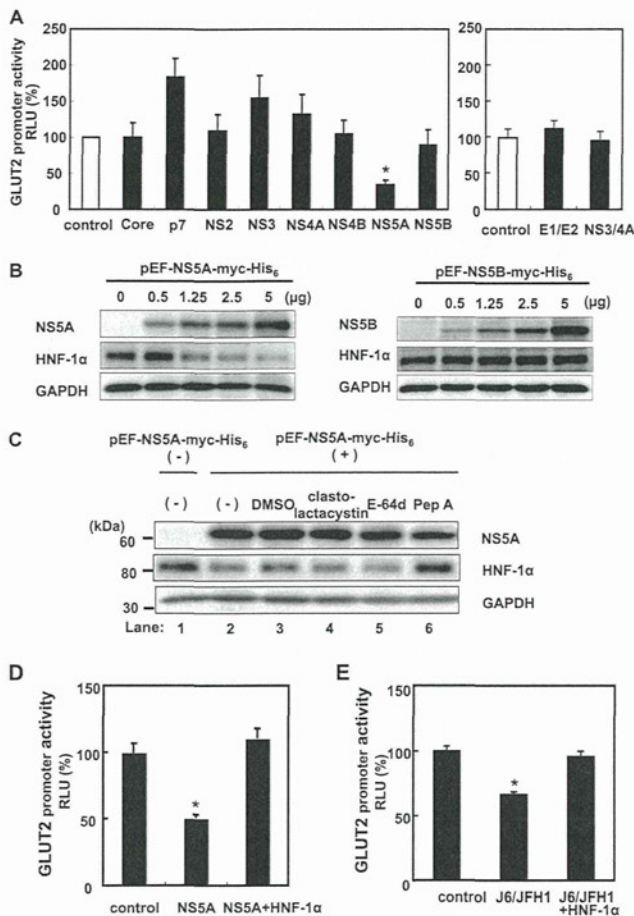 A
GLUT2 promoter activity
RLU (%)
250
200
150
100
50
0
control Core p7 NS2 NS3 NS4A NS4B NS5A NS5B
*
250
200
150
100
50
0
control E1/E2 NS3/4A
B
pEF-NS5A-myc-His6
0 0.5 1.25 2.5 5 (μg)
NS5A
HNF-1α
GAPDH
pEF-NS5B-myc-His6
0 0.5 1.25 2.5 5 (μg)
NS5B
HNF-1α
GAPDH
C
pEF-NS5A-myc-His6
(-)
pEF-NS5A-myc-His6
(+)
(-) (-) DMSO clasto-lactacystin E-64d Pep A
(kDa)
60
NS5A
80
HNF-1α
30
GAPDH
Lane: 1 2 3 4 5 6
D
GLUT2 promoter activity
RLU (%)
150
100
50
0
*
control NS5A NS5A+HNF-1α
E
GLUT2 promoter activity
RLU (%)
150
100
50
0
*
control J6/JFH1 J6/JFH1
+HNF-1α